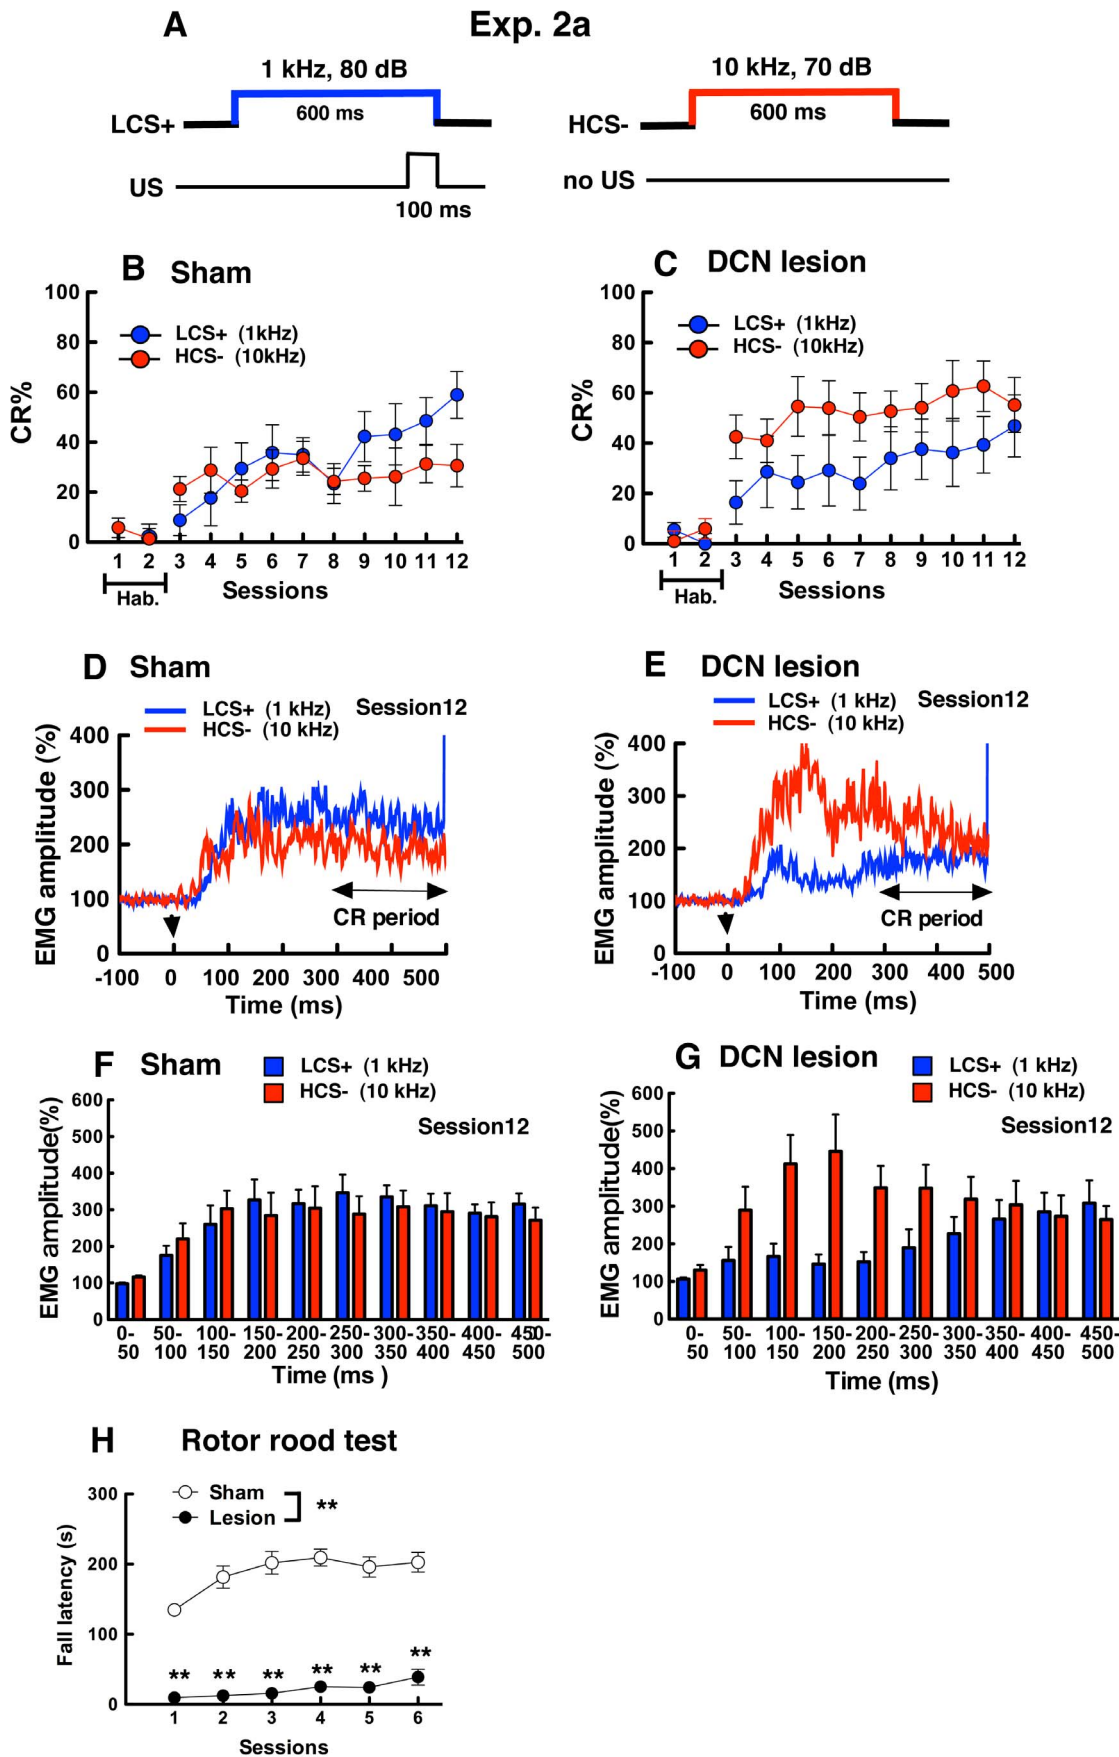 A
Exp. 2a
1 kHz, 80 dB
10 kHz, 70 dB
600 ms
600 ms
LCS+
HCS-
US
no US
100 ms
B Sham
C DCN lesion
100
80
60
40
20
0
CR%
LCS+ (1kHz)
HCS- (10kHz)
1 2 3 4 5 6 7 8 9 10 11 12
Hab.
Sessions
100
80
60
40
20
0
CR%
LCS+ (1kHz)
HCS- (10kHz)
1 2 3 4 5 6 7 8 9 10 11 12
Hab.
Sessions
D Sham
LCS+ (1 kHz)
HCS- (10 kHz)
Session12
400
300
200
100
0
EMG amplitude (%)
CR period
-100 0 100 200 300 400 500
Time (ms)
E DCN lesion
LCS+ (1 kHz)
HCS- (10 kHz)
Session12
400
300
200
100
0
EMG amplitude (%)
CR period
-100 0 100 200 300 400 500
Time (ms)
F Sham
LCS+ (1 kHz)
HCS- (10 kHz)
Session12
600
500
400
300
200
100
0
EMG amplitude(%)
0- 50- 100- 150- 200- 250- 350- 400- 450-
50 100 150 200 250 300 350 400 450 500
Time (ms )
G DCN lesion
LCS+ (1 kHz)
HCS- (10 kHz)
Session12
600
500
400
300
200
100
0
EMG amplitude(%)
0- 50- 100- 150- 200- 250- 300- 350- 400- 450-
50 100 150 200 250 300 350 400 450 500
Time (ms)
H Rotor rood test
Sham
Lesion
**
300
200
100
0
Fall latency (s)
** ** ** ** ** **
1 2 3 4 5 6
Sessions